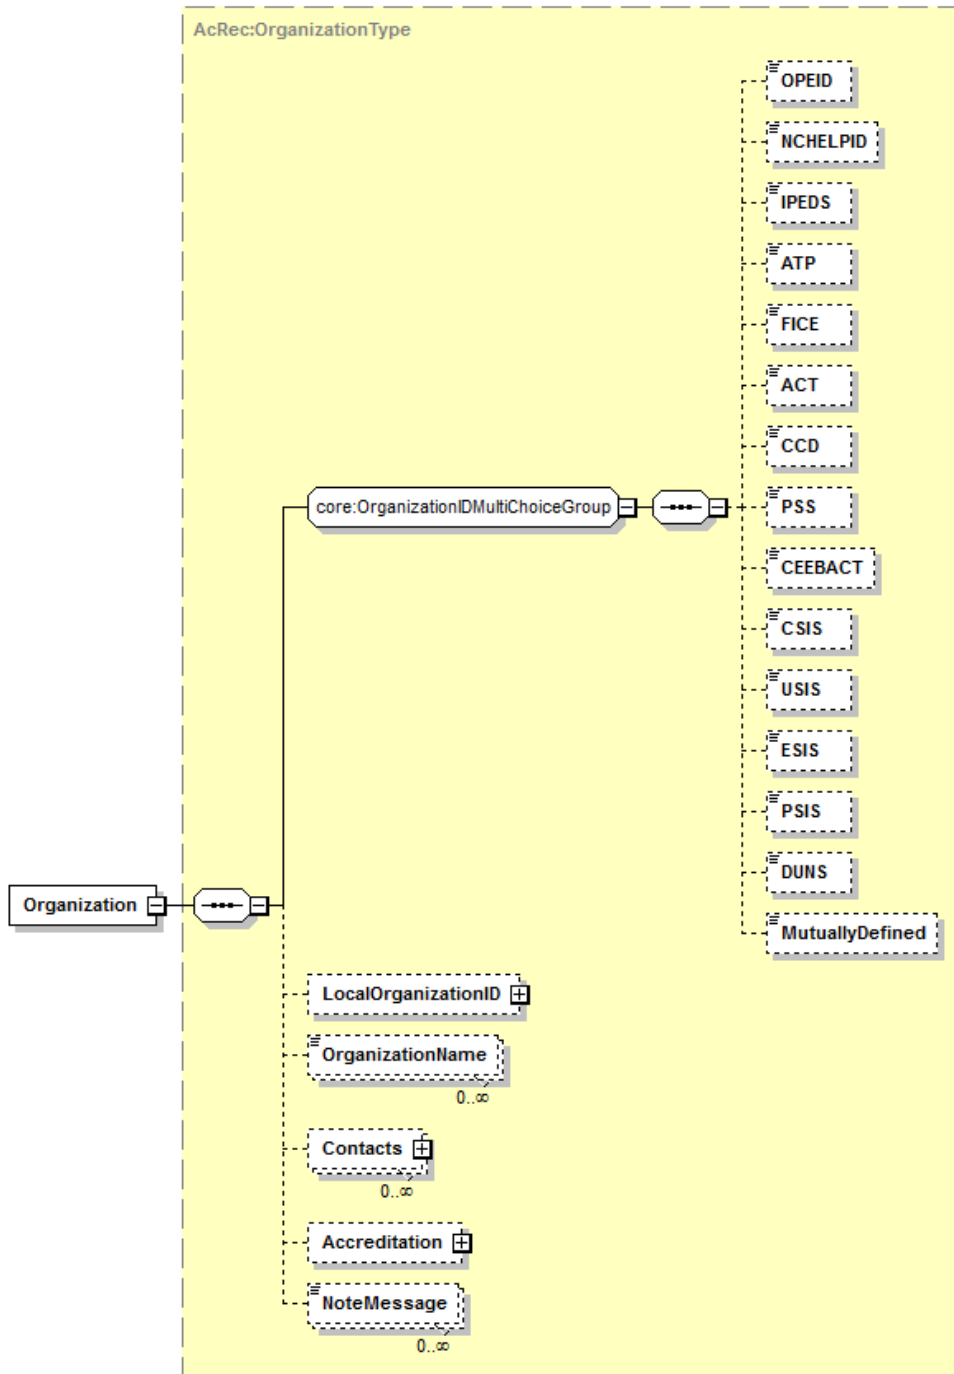 AcRec:OrganizationType
OPEID
NCHELPID
IPEDS
ATP
FICE
ACT
CCD
core:OrganizationIDMultiChoiceGroup
PSS
CEEBACT
CSIS
USIS
ESIS
PSIS
DUNS
Organization
MutuallyDefined
LocalOrganizationID
OrganizationName
0..∞
Contacts
0..∞
Accreditation
NoteMessage
0..∞